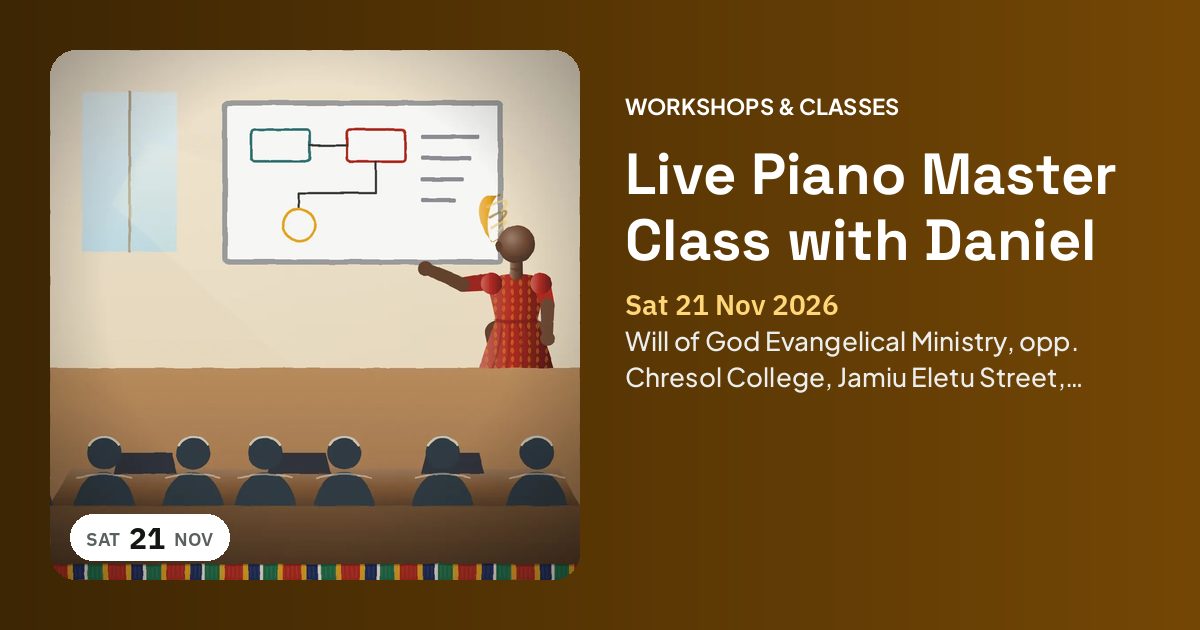 WORKSHOPS & CLASSES
Live Piano Master
Class with Daniel
Sat 21 Nov 2026
Will of God Evangelical Ministry, opp.
Chresol College, Jamiu Eletu Street,...
SAT 21 NOV